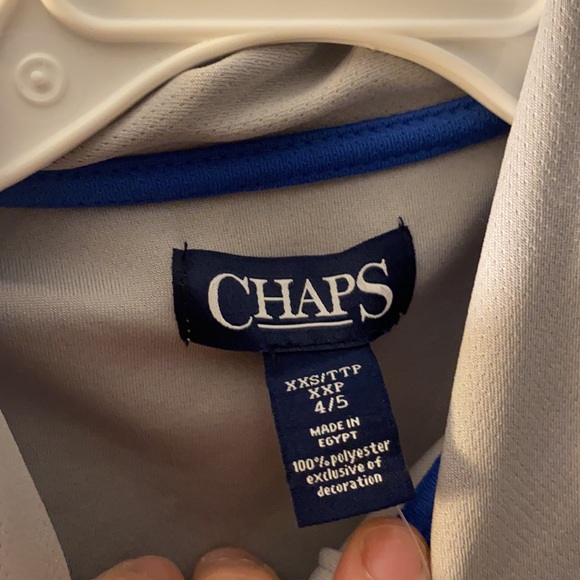 CHAPS
XXS/TTP
XXP
4/5
MADE IN
EGYPT
100% polyester
exclusive of
decoration